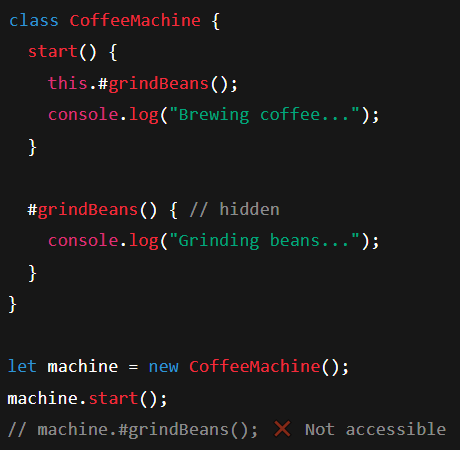 class CoffeeMachine {
  start() {
    this.#grindBeans();
    console.log("Brewing coffee...");
  }

  #grindBeans() { // hidden
    console.log("Grinding beans...");
  }
}

let machine = new CoffeeMachine();
machine.start();
// machine.#grindBeans(); ❌ Not accessible